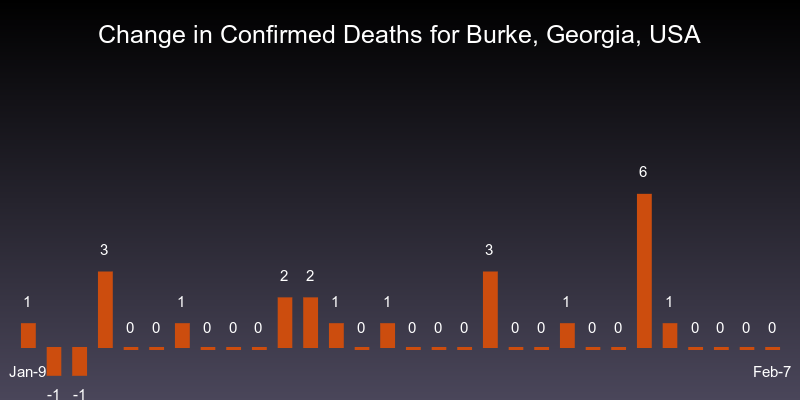 Change in Confirmed Deaths for Burke, Georgia, USA
6
3 3
2 2
1 1 1 1 1 1
0 0 0 0 0 0 0 0 0 0 0 0 0 0 0 0 0
Jan-9 Feb-7
-1 -1